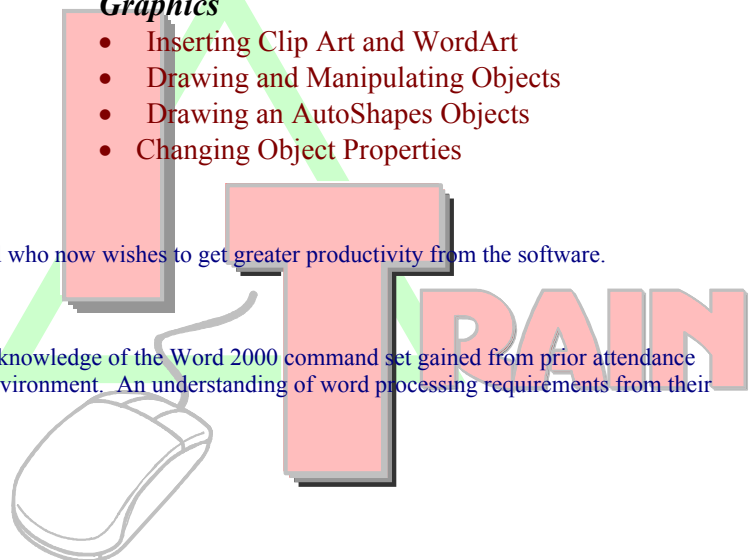 Graphics
• Inserting Clip Art and WordArt
• Drawing and Manipulating Objects
• Drawing an AutoShapes Objects
• Changing Object Properties
who now wishes to get greater productivity from the software.
knowledge of the Word 2000 command set gained from prior attendance
vironment. An understanding of word processing requirements from their
IT TRAIN